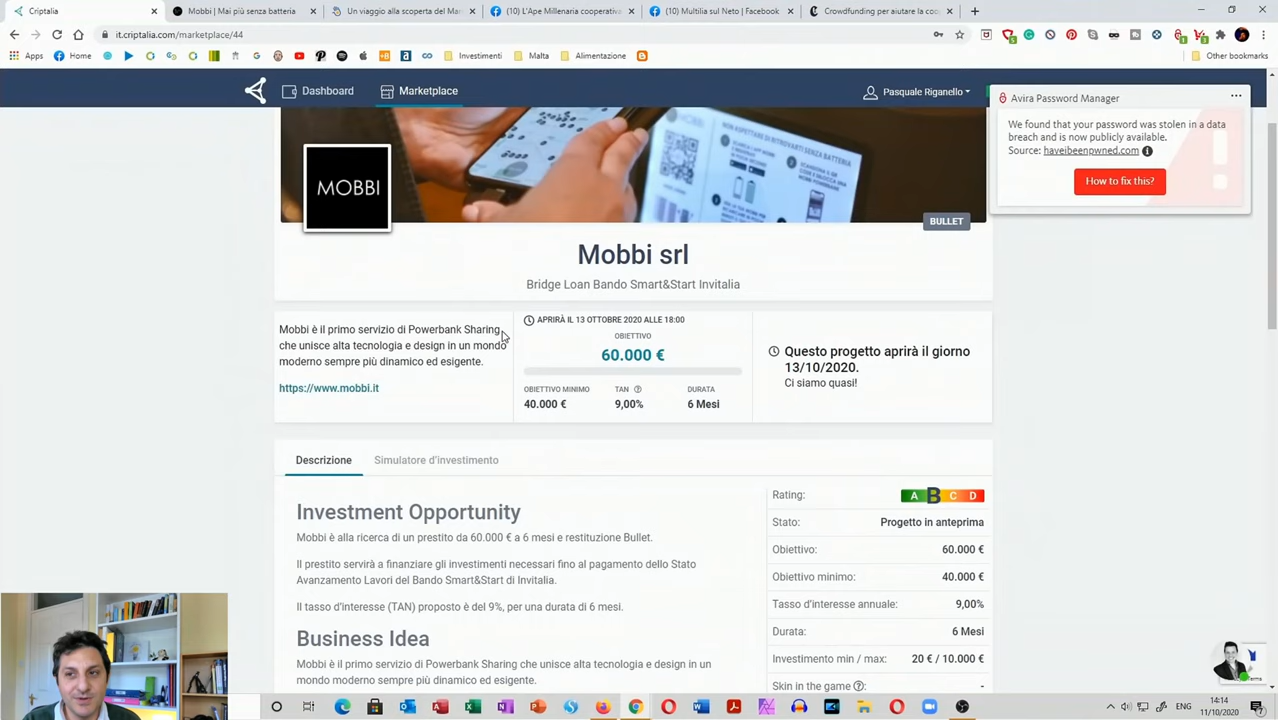 Criptalia
Mobbi | Mai più senza batteria
Un viaggio alla scoperta del Mar
(10) L'Ape Millenaria cooperativa
(10) Multilia sul Neto | Facebook
Crowdfunding per aiutare la coo
it.criptalia.com/marketplace/44
Apps
Home
Investimenti
Malta
Alimentazione
Other bookmarks
Dashboard
Marketplace
Pasquale Riganello
Avira Password Manager
We found that your password was stolen in a data
breach and is now publicly available.
Source: haveibeenpwned.com
How to fix this?
MOBBI
NON ASPETTARE DI RITROVARTI SENZA BATTERIA
BULLET
Mobbi srl
Bridge Loan Bando Smart&Start Invitalia
Mobbi è il primo servizio di Powerbank Sharing
che unisce alta tecnologia e design in un mondo
moderno sempre più dinamico ed esigente.
https://www.mobbi.it
APRIRÀ IL 13 OTTOBRE 2020 ALLE 18:00
OBIETTIVO
60.000 €
OBIETTIVO MINIMO
TAN
DURATA
40.000 €
9,00%
6 Mesi
Questo progetto aprirà il giorno
13/10/2020.
Ci siamo quasi!
Descrizione
Simulatore d'investimento
Investment Opportunity
Mobbi è alla ricerca di un prestito da 60.000 € a 6 mesi e restituzione Bullet.
Il prestito servirà a finanziare gli investimenti necessari fino al pagamento dello Stato
Avanzamento Lavori del Bando Smart&Start di Invitalia.
Il tasso d'interesse (TAN) proposto è del 9%, per una durata di 6 mesi.
Business Idea
Mobbi è il primo servizio di Powerbank Sharing che unisce alta tecnologia e design in un
mondo moderno sempre più dinamico ed esigente.
Rating:
A B C D
Stato:
Progetto in anteprima
Obiettivo:
60.000 €
Obiettivo minimo:
40.000 €
Tasso d'interesse annuale:
9,00%
Durata:
6 Mesi
Investimento min / max:
20 € / 10.000 €
Skin in the game
-
ENG
14:14
11/10/2020